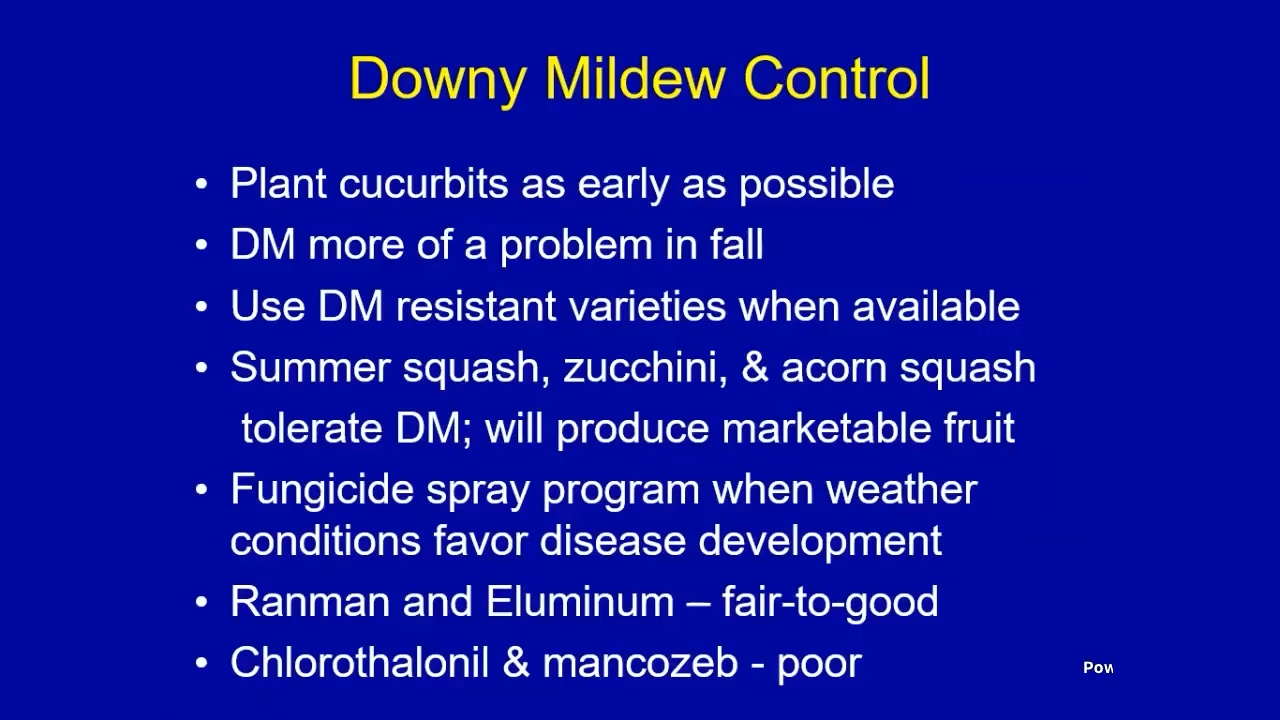 Downy Mildew Control
• Plant cucurbits as early as possible
• DM more of a problem in fall
• Use DM resistant varieties when available
• Summer squash, zucchini, & acorn squash
tolerate DM; will produce marketable fruit
• Fungicide spray program when weather
conditions favor disease development
• Ranman and Eluminum – fair-to-good
• Chlorothalonil & mancozeb - poor